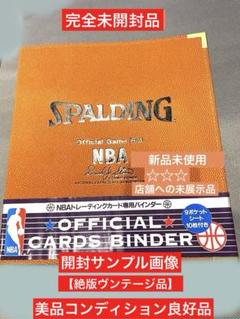 完全未開封品
SPALDING
Official Game Ball
NBA
新品未使用
☆☆☆
店舗への未展示品
NBAトレーディングカード専用バインダー
9ポケット
シート
10枚付き
OFFICIAL
CARDS BINDER
NBA
開封サンプル画像
【絶版ヴンテージ品】
美品コンディション良好品